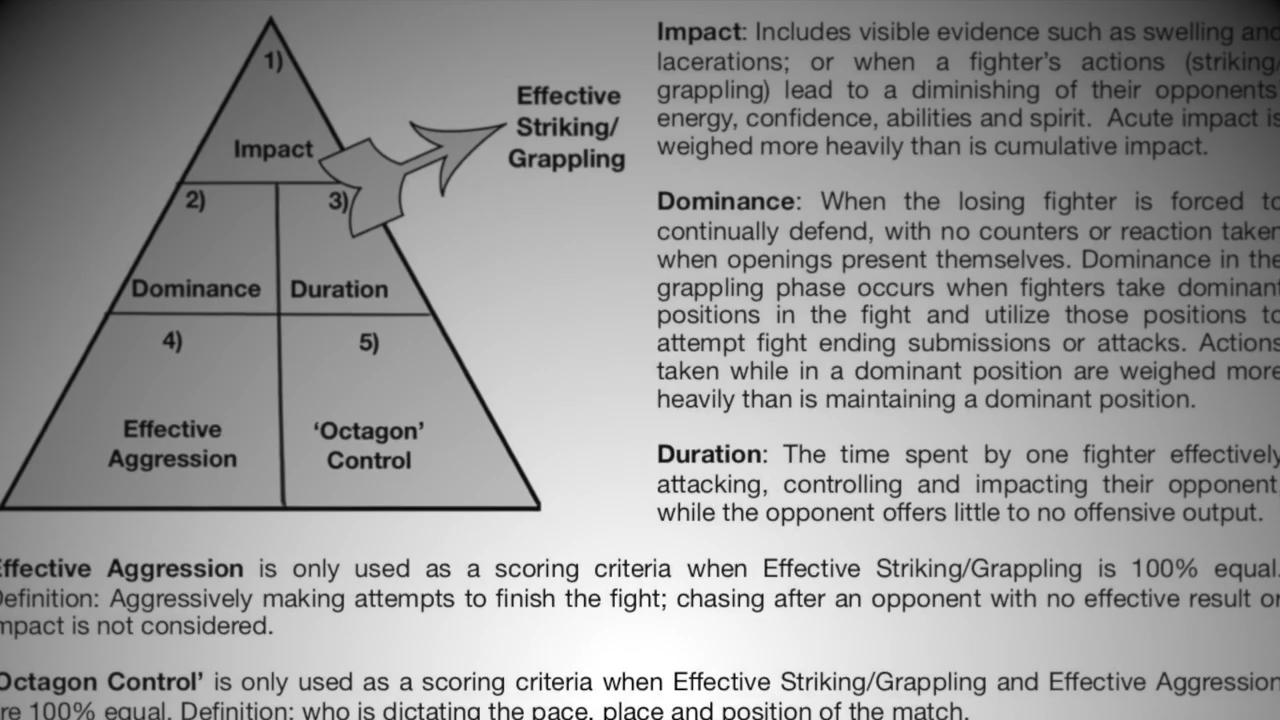 1)
Impact
2)
3)
Dominance
Duration
4)
5)
Effective
Aggression
‘Octagon’
Control
Effective
Striking/
Grappling
Impact: Includes visible evidence such as swelling and
lacerations; or when a fighter’s actions (striking/
grappling) lead to a diminishing of their opponents’
energy, confidence, abilities and spirit. Acute impact is
weighed more heavily than is cumulative impact.
Dominance: When the losing fighter is forced to
continually defend, with no counters or reaction taken
when openings present themselves. Dominance in the
grappling phase occurs when fighters take dominant
positions in the fight and utilize those positions to
attempt fight ending submissions or attacks. Actions
taken while in a dominant position are weighed more
heavily than is maintaining a dominant position.
Duration: The time spent by one fighter effectively
attacking, controlling and impacting their opponent
while the opponent offers little to no offensive output.
Effective Aggression is only used as a scoring criteria when Effective Striking/Grappling is 100% equal.
Definition: Aggressively making attempts to finish the fight; chasing after an opponent with no effective result or
impact is not considered.
‘Octagon Control’ is only used as a scoring criteria when Effective Striking/Grappling and Effective Aggression
are 100% equal. Definition: who is dictating the pace, place and position of the match.